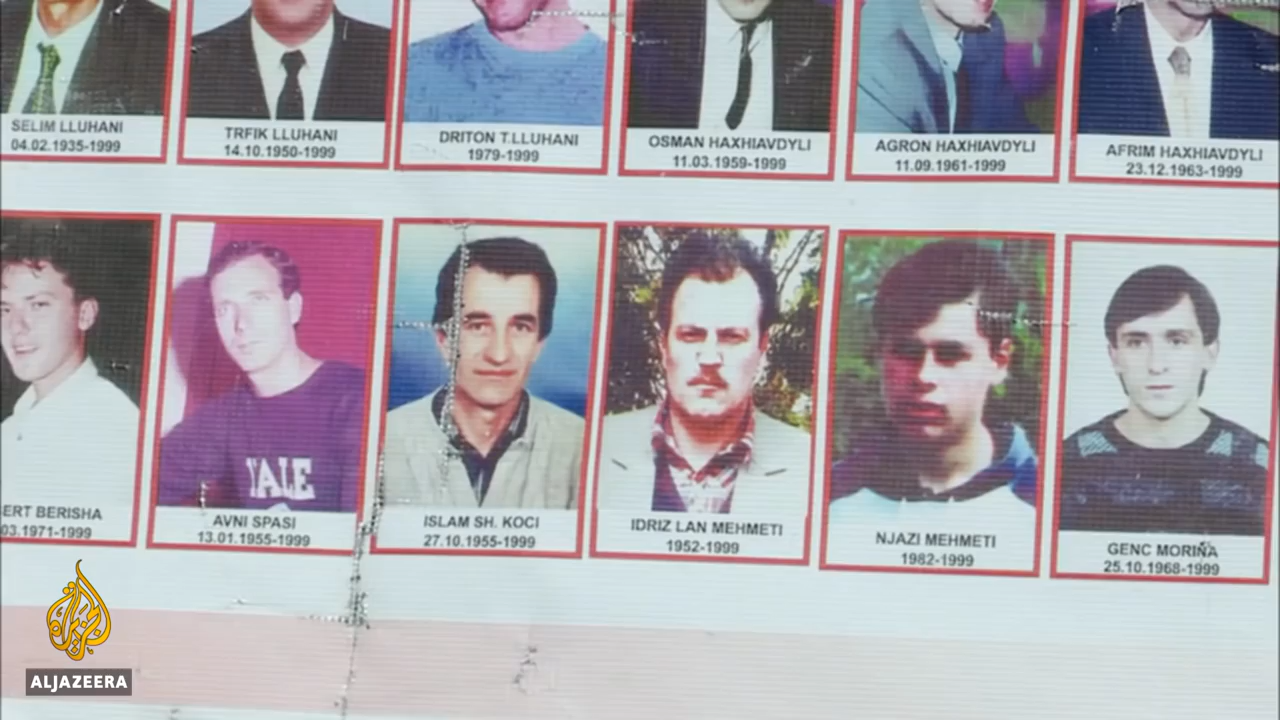 SELIM LLUHANI
04.02.1935-1999
TRFIK LLUHANI
14.10.1950-1999
DRITON T.LLUHANI
1979-1999
OSMAN HAXHIAVDYLI
11.03.1959-1999
AGRON HAXHIAVDYLI
11.09.1961-1999
AFRIM HAXHIAVDYLI
23.12.1963-1999
YALE
ERT BERISHA
03.1971-1999
AVNI SPASI
13.01.1955-1999
ISLAM SH. KOCI
27.10.1955-1999
IDRIZ LAN MEHMETI
1952-1999
NJAZI MEHMETI
1982-1999
GENC MORINA
25.10.1968-1999
الجزيرة
ALJAZEERA